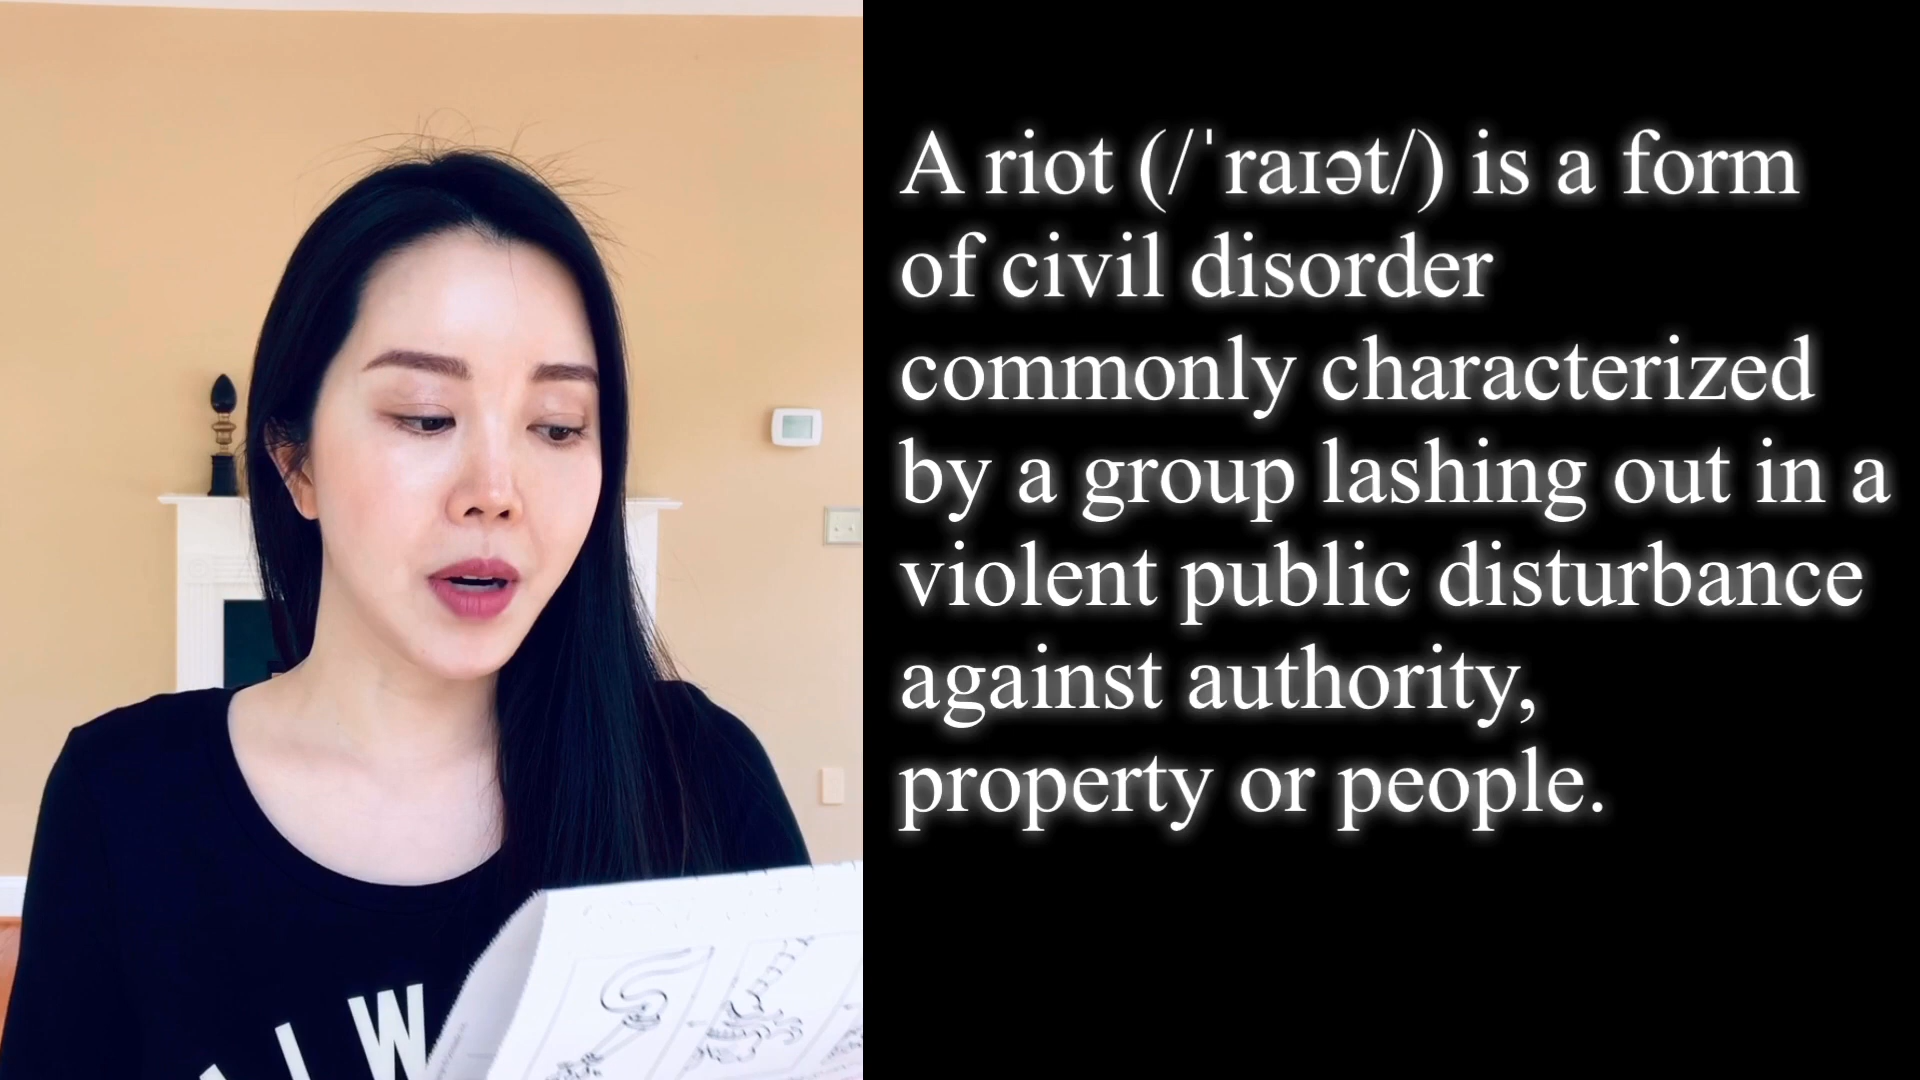 A riot (/ˈraɪət/) is a form
of civil disorder
commonly characterized
by a group lashing out in a
violent public disturbance
against authority,
property or people.